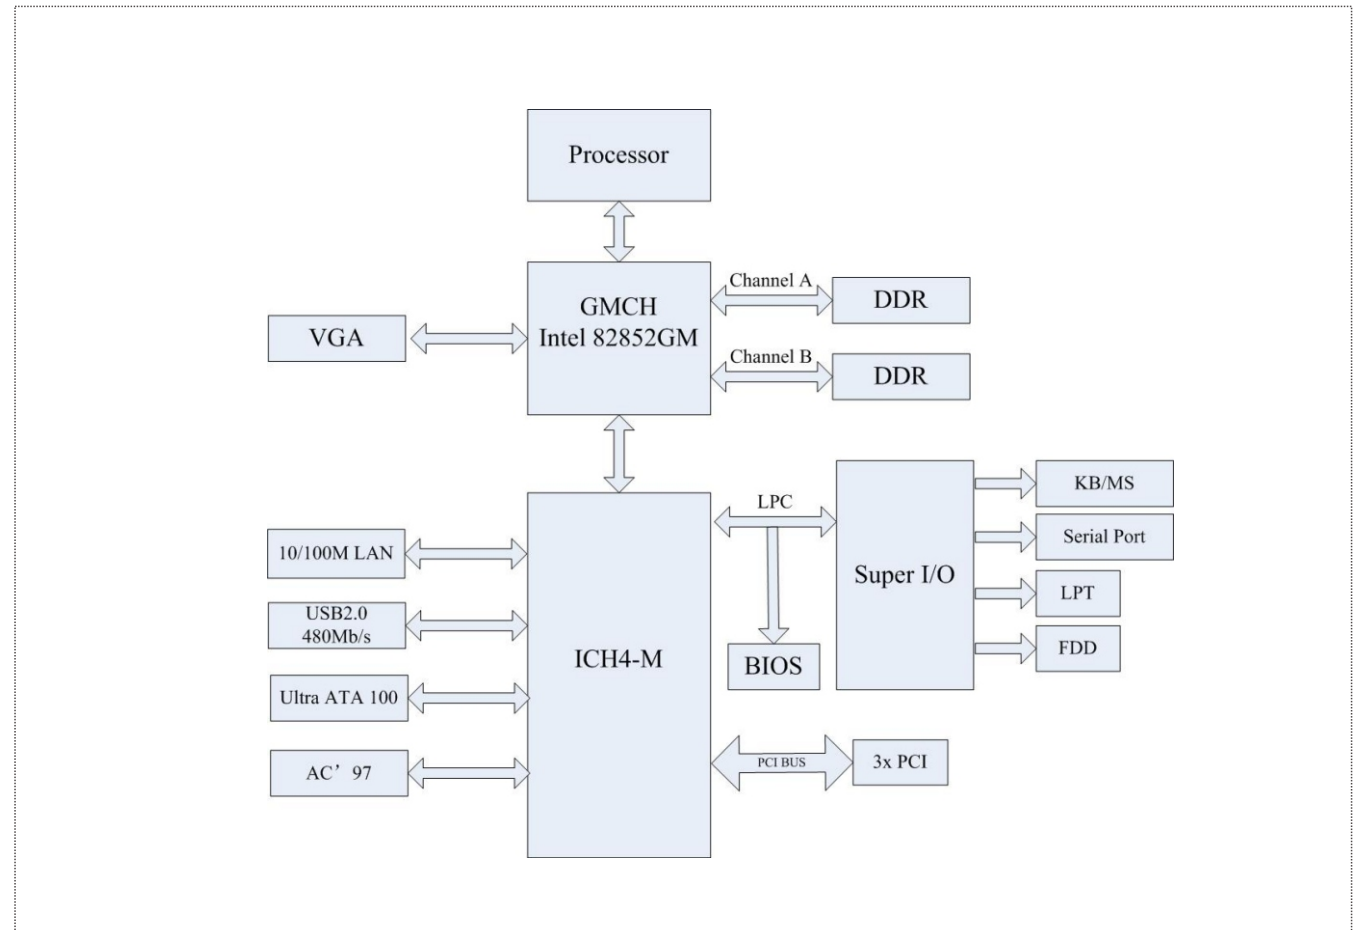 Processor
GMCH
Intel 82852GM
Channel A
DDR
VGA
Channel B
DDR
LPC
KB/MS
Serial Port
10/100M LAN
Super I/O
LPT
USB2.0
480Mb/s
ICH4-M
BIOS
FDD
Ultra ATA 100
AC’97
PCI BUS
3x PCI